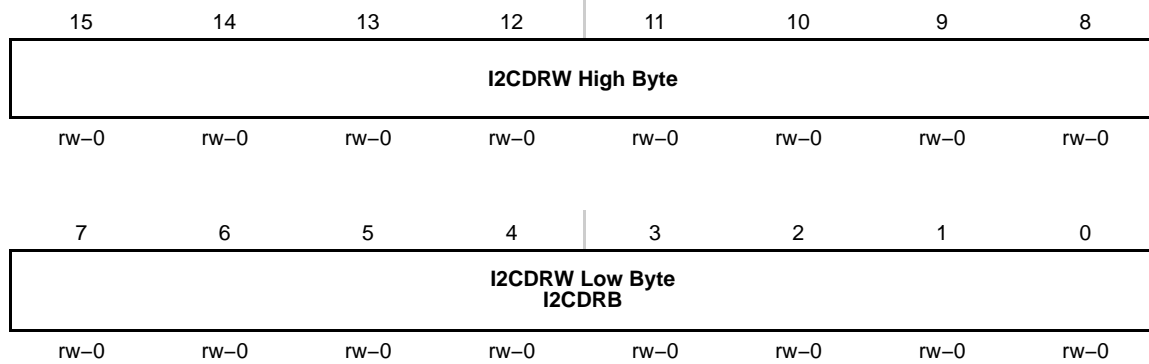 15 14 13 12 11 10 9 8
I2CDRW High Byte
rw−0 rw−0 rw−0 rw−0 rw−0 rw−0 rw−0 rw−0
7 6 5 4 3 2 1 0
I2CDRW Low Byte
I2CDRB
rw−0 rw−0 rw−0 rw−0 rw−0 rw−0 rw−0 rw−0